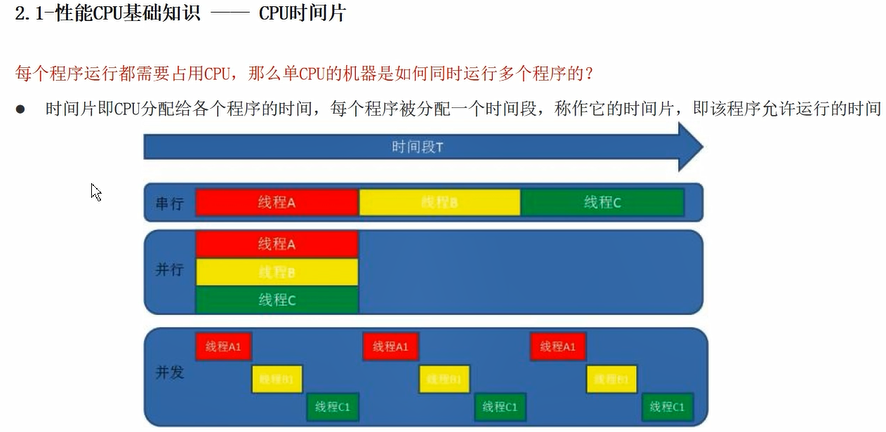 2.1-性能CPU基础知识 —— CPU时间片
每个程序运行都需要占用CPU，那么单CPU的机器是如何同时运行多个程序的？
● 时间片即CPU分配给各个程序的时间，每个程序被分配一个时间段，称作它的时间片，即该程序允许运行的时间
时间段T
串行 线程A 线程B 线程C
并行
线程A
线程B
线程C
并发
线程A1 线程A1 线程A1
线程B1 线程B1 线程B1
线程C1 线程C1 线程C1